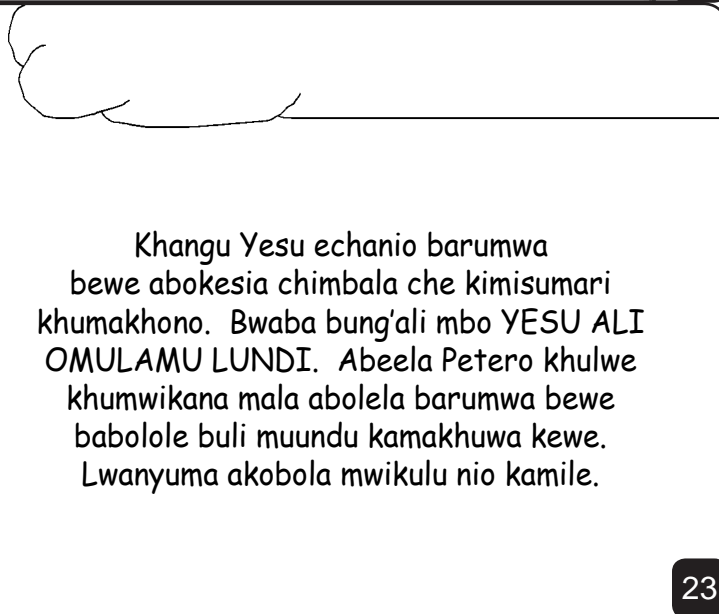 Khangu Yesu echanio barumwa
bewe abokesia chimbala che kimisumari
khumakhono. Bwaba bung'ali mbo YESU ALI
OMULAMU LUNDI. Abeela Petero khulwe
khumwikana mala abolela barumwa bewe
babolole buli muundu kamakhuwa kewe.
Lwanyuma akobola mwikulu nio kamile.
23